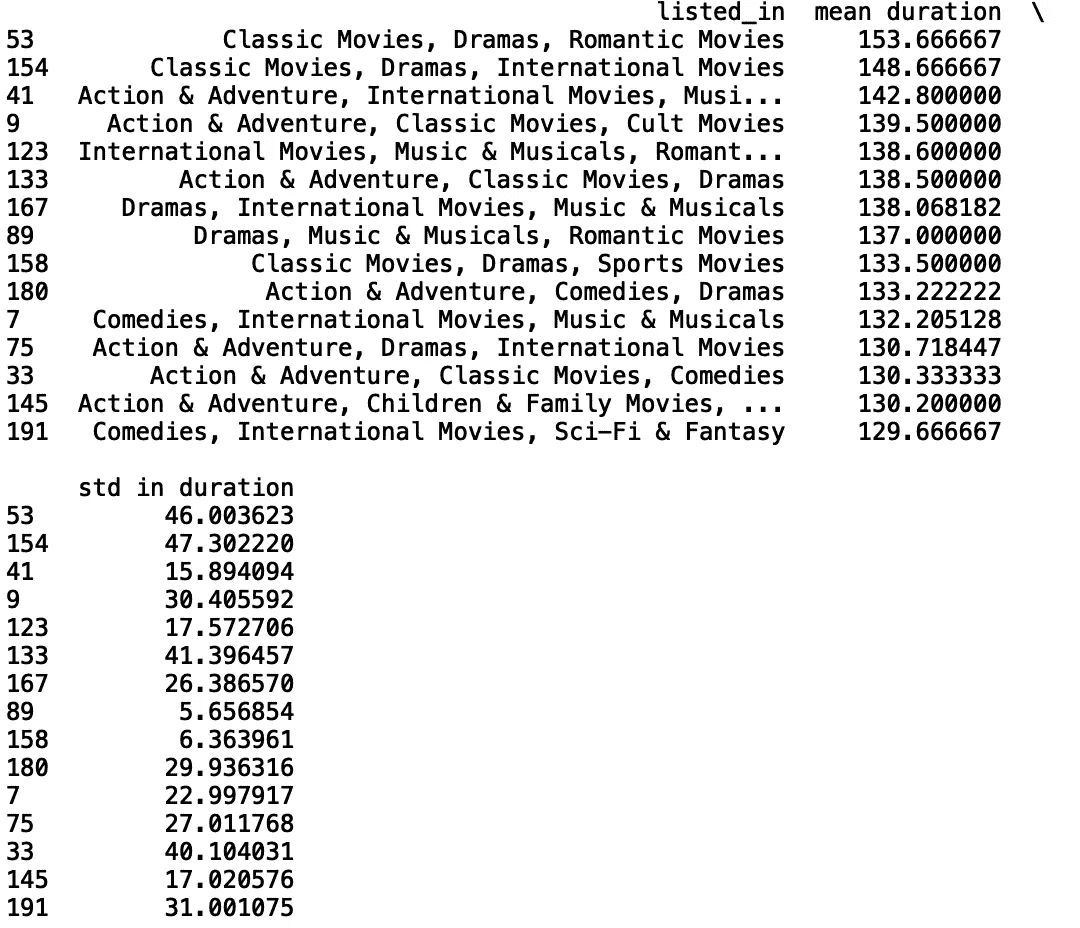 listed_in mean duration \
53 Classic Movies, Dramas, Romantic Movies 153.666667
154 Classic Movies, Dramas, International Movies 148.666667
41 Action & Adventure, International Movies, Musi... 142.800000
9 Action & Adventure, Classic Movies, Cult Movies 139.500000
123 International Movies, Music & Musicals, Romant... 138.600000
133 Action & Adventure, Classic Movies, Dramas 138.500000
167 Dramas, International Movies, Music & Musicals 138.068182
89 Dramas, Music & Musicals, Romantic Movies 137.000000
158 Classic Movies, Dramas, Sports Movies 133.500000
180 Action & Adventure, Comedies, Dramas 133.222222
7 Comedies, International Movies, Music & Musicals 132.205128
75 Action & Adventure, Dramas, International Movies 130.718447
33 Action & Adventure, Classic Movies, Comedies 130.333333
145 Action & Adventure, Children & Family Movies, ... 130.200000
191 Comedies, International Movies, Sci-Fi & Fantasy 129.666667
std in duration
53 46.003623
154 47.302220
41 15.894094
9 30.405592
123 17.572706
133 41.396457
167 26.386570
89 5.656854
158 6.363961
180 29.936316
7 22.997917
75 27.011768
33 40.104031
145 17.020576
191 31.001075